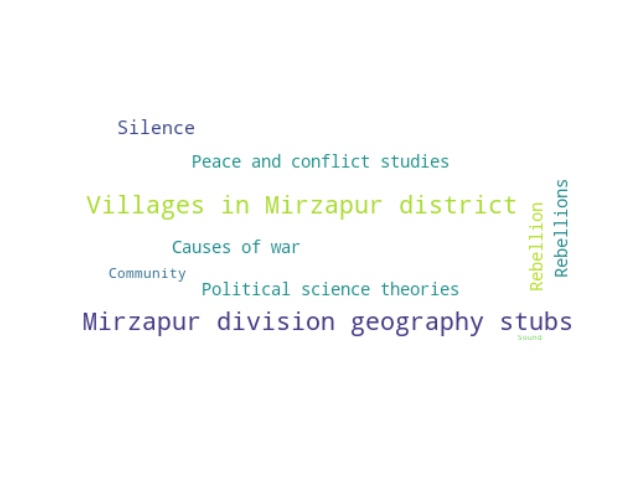 Silence
Peace and conflict studies
Villages in Mirzapur district
Rebellion
Rebellions
Causes of war
Community
Political science theories
Mirzapur division geography stubs
Sound